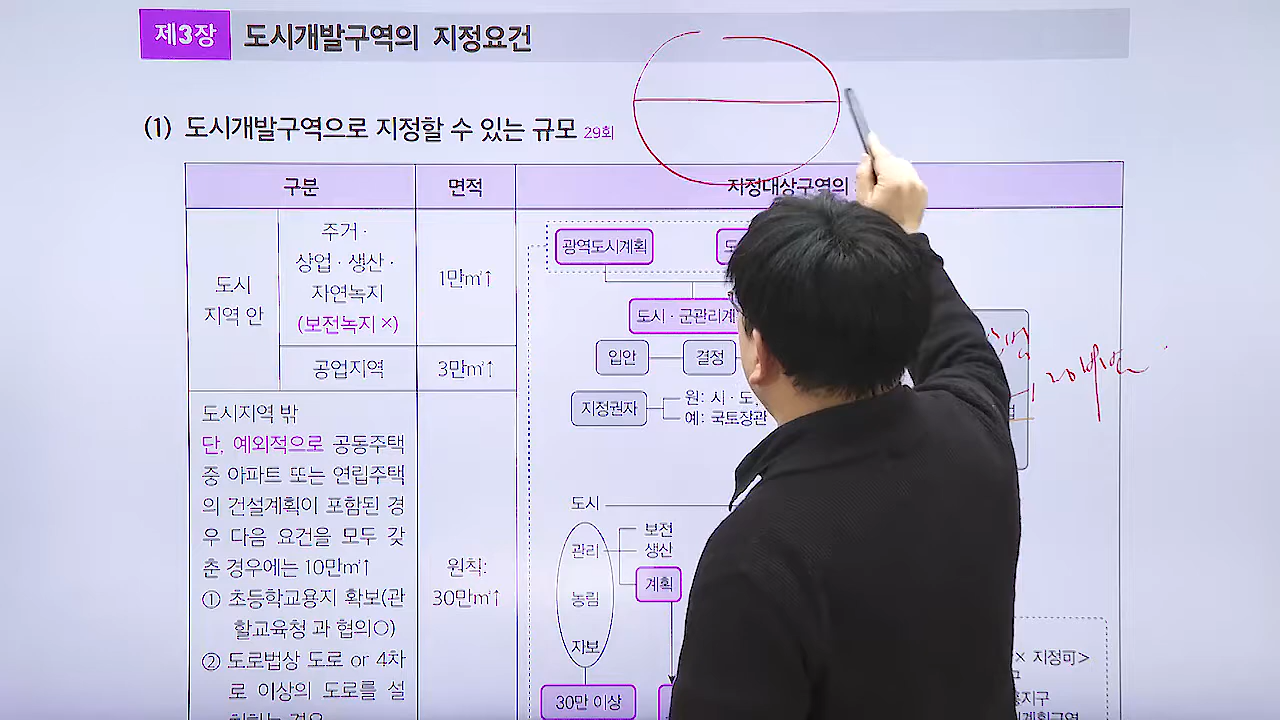 제3장 도시개발구역의 지정요건
(1) 도시개발구역으로 지정할 수 있는 규모 29회
구분 면적 지정대상구역의
도시
지역 안
주거 ·
상업 · 생산 ·
자연녹지
(보전녹지 ×)
1만㎡↑
공업지역
3만㎡↑
도시지역 밖
단, 예외적으로 공동주택
중 아파트 또는 연립주택
의 건설계획이 포함된 경
우 다음 요건을 모두 갖
춘 경우에는 10만㎡↑
① 초등학교용지 확보(관
할교육청 과 협의○)
② 도로법상 도로 or 4차
로 이상의 도로를 설
원칙:
30만㎡↑
광역도시계획
도시 · 군관리계
입안
결정
지정권자
원: 시 · 도,
예: 국토장관
도시
관리
농림
자보
보전
생산
계획
30만 이상
× 지정可>